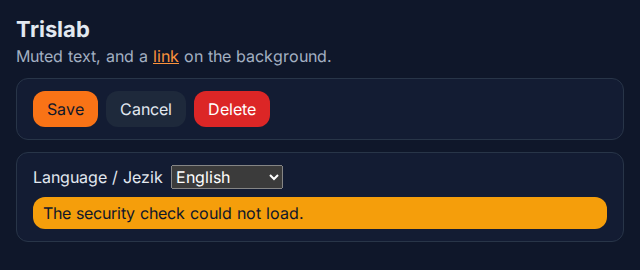 Trislab
Muted text, and a link on the background.
Save Cancel Delete
Language / Jezik English
The security check could not load.